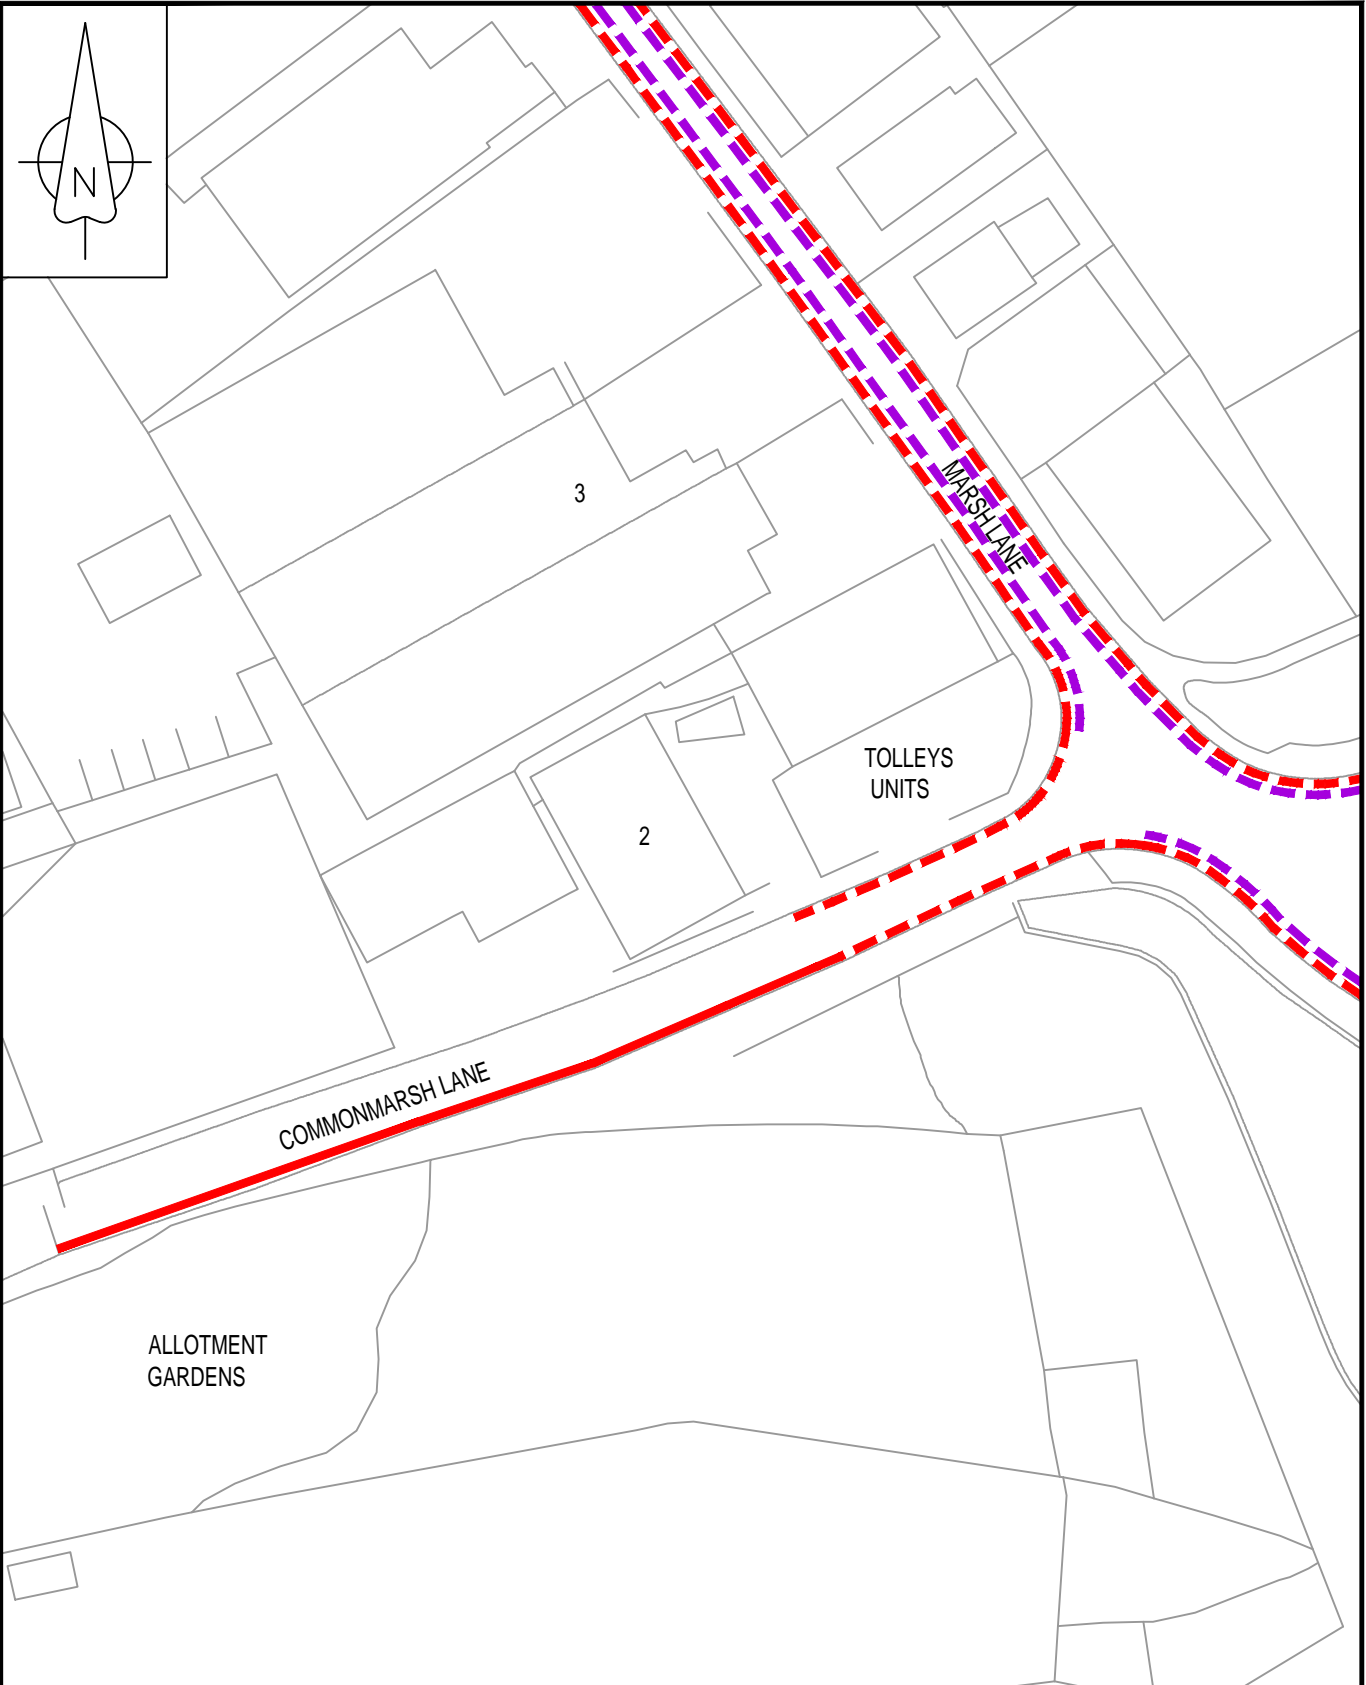 N
3
MARSH LANE
TOLLEYS
UNITS
2
COMMONMARSH LANE
ALLOTMENT
GARDENS